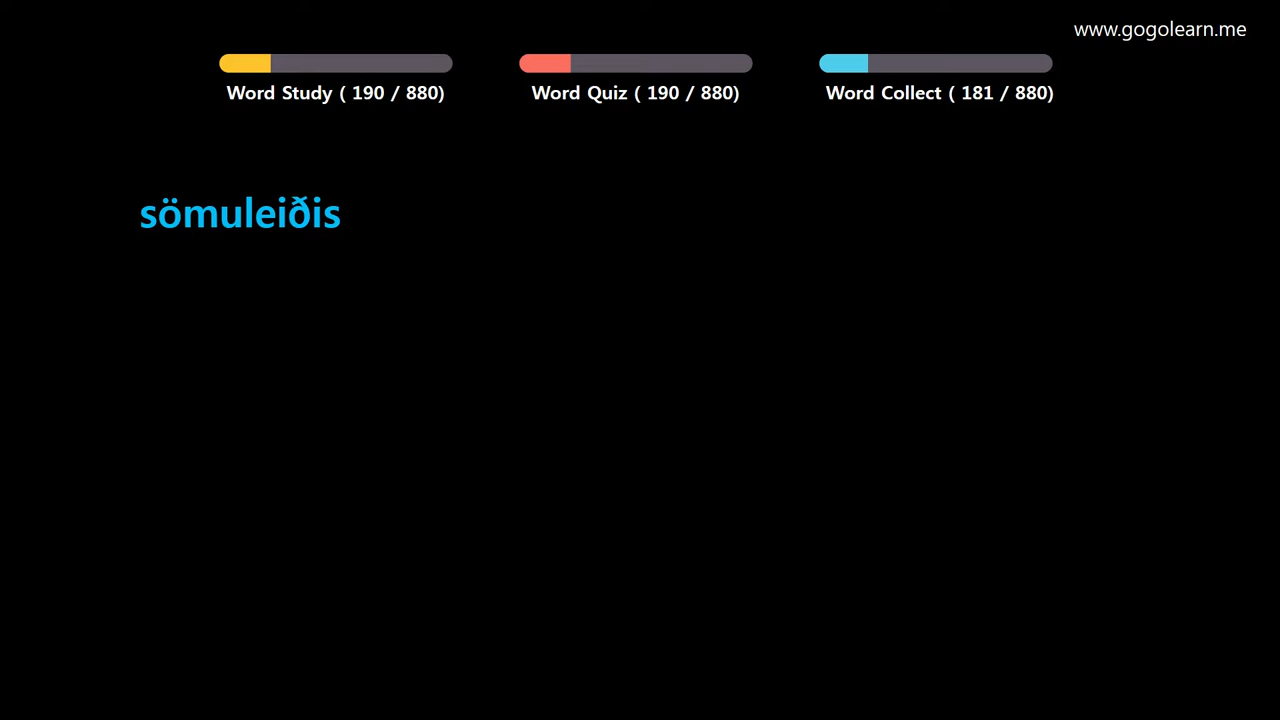 www.gogolearn.me
Word Study ( 190 / 880)
Word Quiz ( 190 / 880)
Word Collect ( 181 / 880)
sömuleiðis